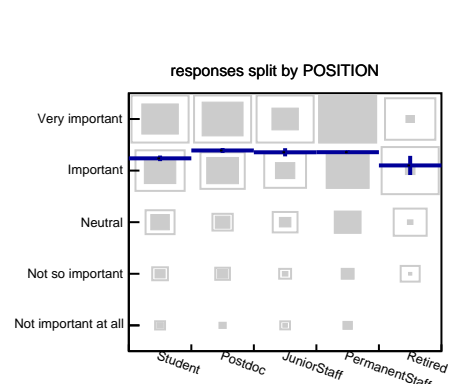 responses split by POSITION
Very important
Important
Neutral
Not so important
Not important at all
Student
Postdoc
JuniorStaff
PermanentStaff
Retired